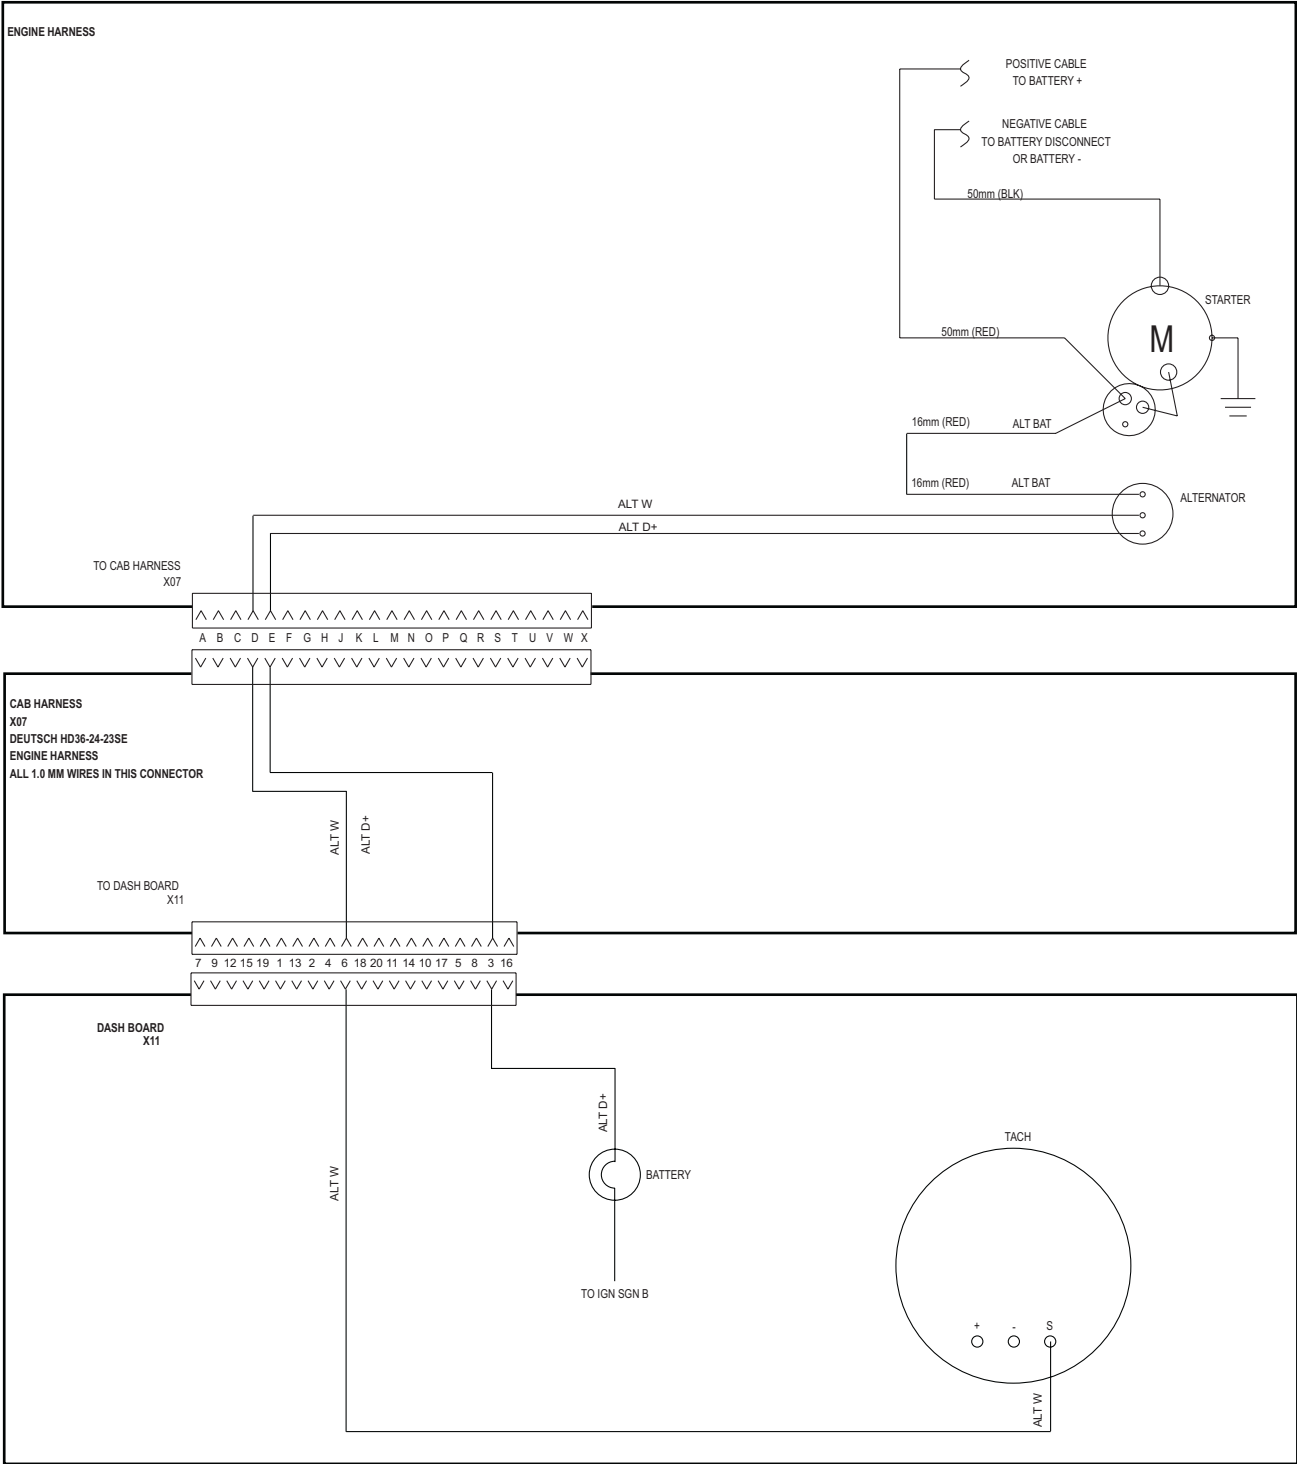 ENGINE HARNESS
POSITIVE CABLE
TO BATTERY +
NEGATIVE CABLE
TO BATTERY DISCONNECT
OR BATTERY -
50mm (BLK)
STARTER
50mm (RED)
M
16mm (RED) ALT BAT
16mm (RED) ALT BAT
ALTERNATOR
ALT W
ALT D+
TO CAB HARNESS
X07
A B C D E F G H J K L M N O P Q R S T U V W X
CAB HARNESS
X07
DEUTSCH HD36-24-23SE
ENGINE HARNESS
ALL 1.0 MM WIRES IN THIS CONNECTOR
ALT W
ALT D+
TO DASH BOARD
X11
7 9 12 15 19 1 13 2 4 6 18 20 11 14 10 17 5 8 3 16
DASH BOARD
X11
ALT D+
TACH
ALT W
BATTERY
TO IGN SGN B
+ - S
ALT W